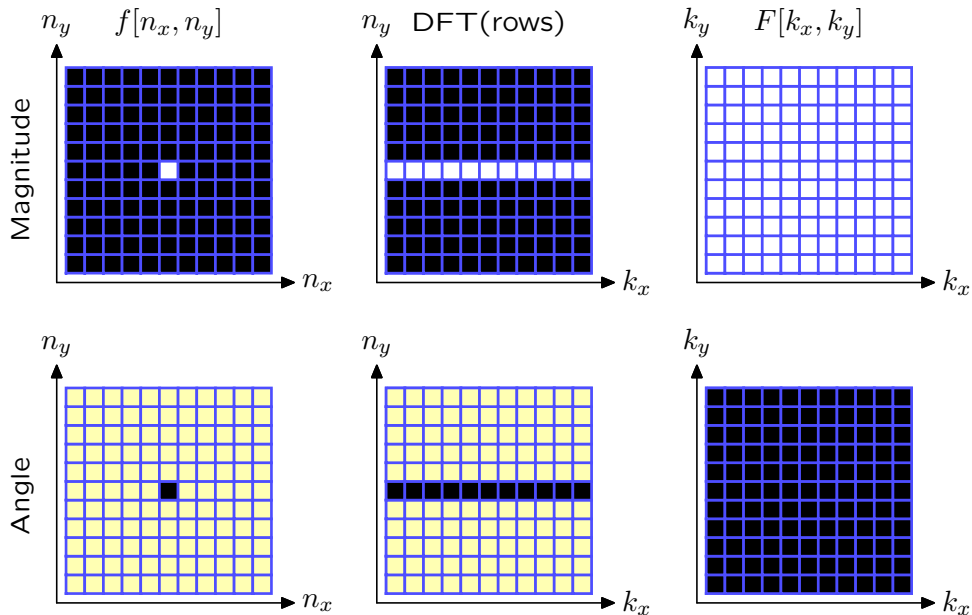 n_y f[n_x, n_y] n_y DFT(rows) k_y F[k_x, k_y]
Magnitude
n_x k_x k_x
n_y n_y k_y
Angle
n_x k_x k_x